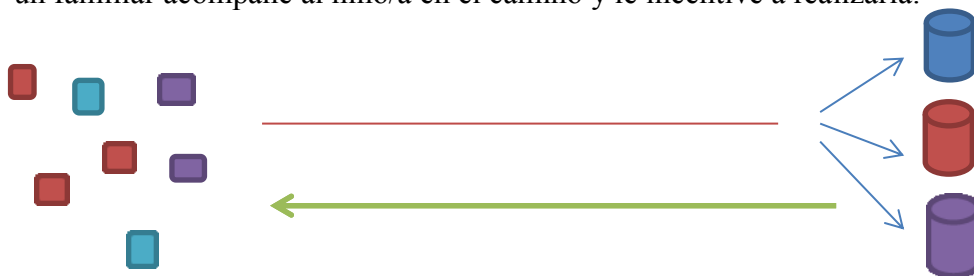 un familiar acompañe al niño/a en el camino y le incentive a realizarla.